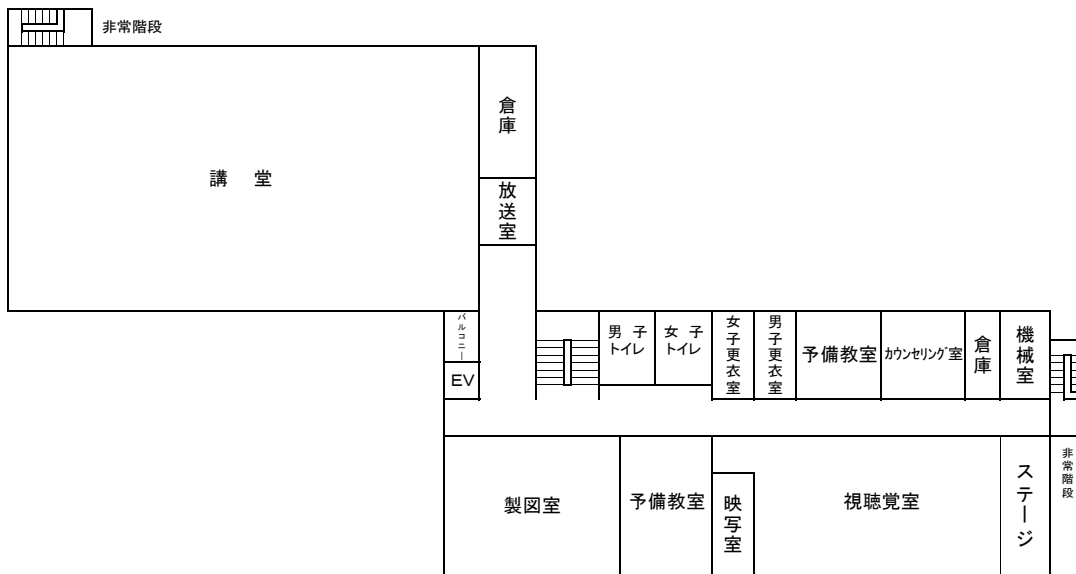 非常階段
倉庫
講 堂
放送室
バルコニー
EV
男 子
トイレ
女 子
トイレ
女子更衣室
男子更衣室
予備教室
カウンセリング室
倉庫
機械室
製図室
予備教室
映写室
視聴覚室
ステージ
非常階段